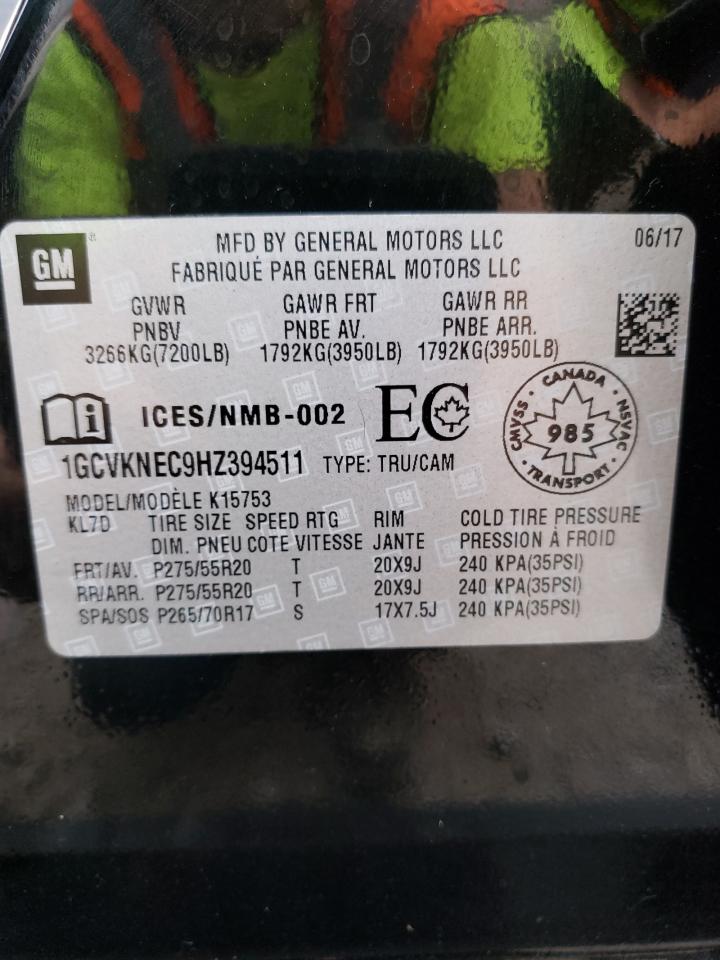 GM
MFD BY GENERAL MOTORS LLC 06/17
FABRIQUÉ PAR GENERAL MOTORS LLC
GVWR GAWR FRT GAWR RR
PNBV PNBE AV. PNBE ARR.
3266KG(7200LB) 1792KG(3950LB) 1792KG(3950LB)
i ICES/NMB-002 EC
CANADA
CMVSS 985 NSVAC
TRANSPORT
1GCVKNEC9HZ394511 TYPE: TRU/CAM
MODEL/MODÈLE K15753
KL7D TIRE SIZE SPEED RTG RIM COLD TIRE PRESSURE
DIM. PNEU COTE VITESSE JANTE PRESSION À FROID
FRT/AV. P275/55R20 T 20X9J 240 KPA(35PSI)
RR/ARR. P275/55R20 T 20X9J 240 KPA(35PSI)
SPA/SOS P265/70R17 S 17X7.5J 240 KPA(35PSI)